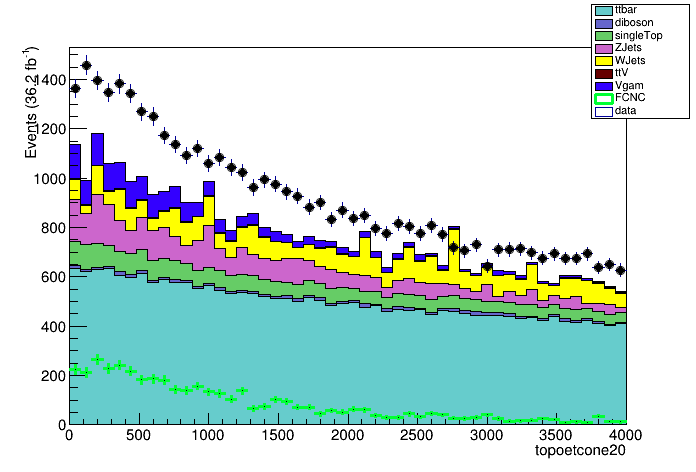 ttbar
diboson
singleTop
ZJets
WJets
ttV
Vgam
FCNC
data
Events (36.2 fb⁻¹)
1400
1200
1000
800
600
400
200
0
0 500 1000 1500 2000 2500 3000 3500 4000
topoetcone20